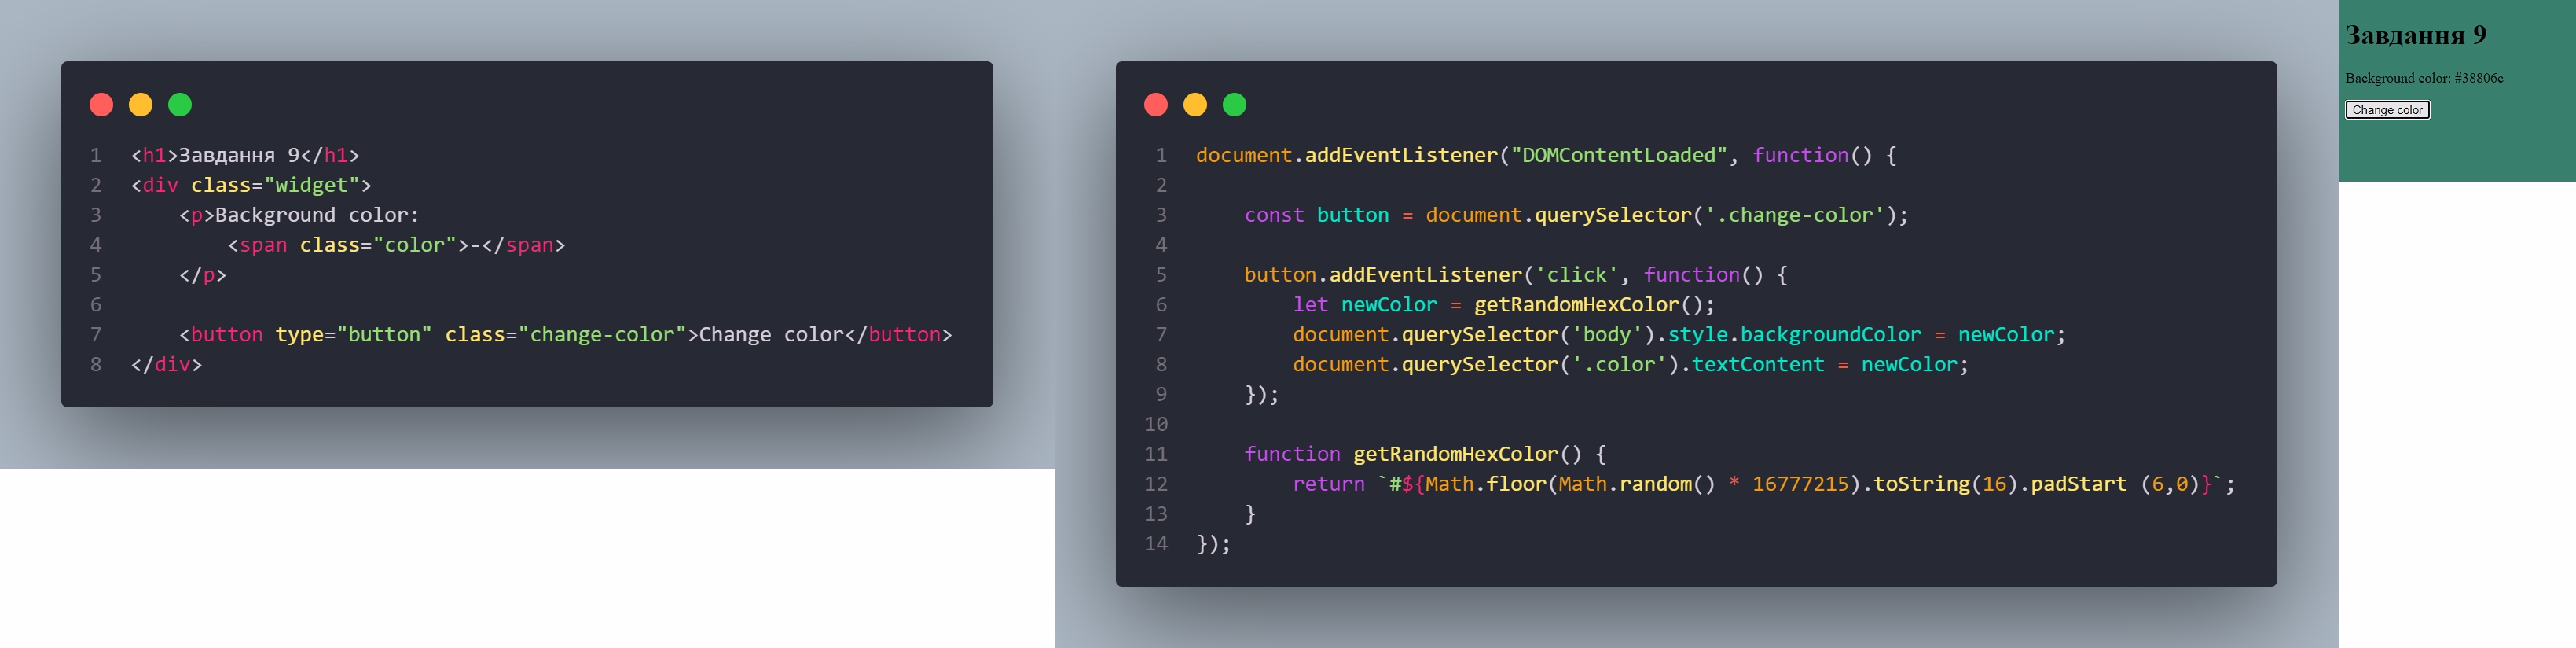 1 <h1>Завдання 9</h1>
2 <div class="widget">
3     <p>Background color:
4         <span class="color">-</span>
5     </p>
6
7     <button type="button" class="change-color">Change color</button>
8 </div>
1 document.addEventListener("DOMContentLoaded", function() {
2
3     const button = document.querySelector('.change-color');
4
5     button.addEventListener('click', function() {
6         let newColor = getRandomHexColor();
7         document.querySelector('body').style.backgroundColor = newColor;
8         document.querySelector('.color').textContent = newColor;
9     });
10
11     function getRandomHexColor() {
12         return `#${Math.floor(Math.random() * 16777215).toString(16).padStart (6,0)}`;
13     }
14 });
Завдання 9
Background color: #38806c
Change color